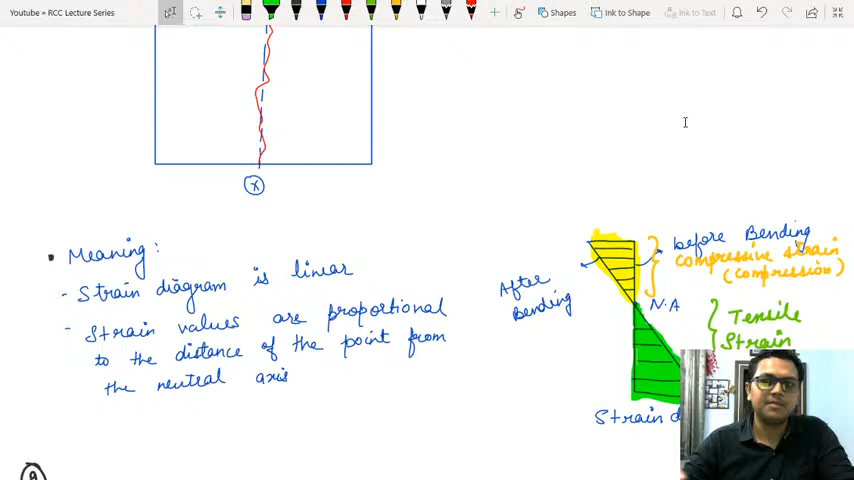 Youtube » RCC Lecture Series
Shapes
Ink to Shape
Ink to Text
x
Meaning:
- Strain diagram is linear
- Strain values are proportional
to the distance of the point from
the neutral axis
After
Bending
before Bending
compressive strain
(compression)
N.A
Tensile
Strain
Strain